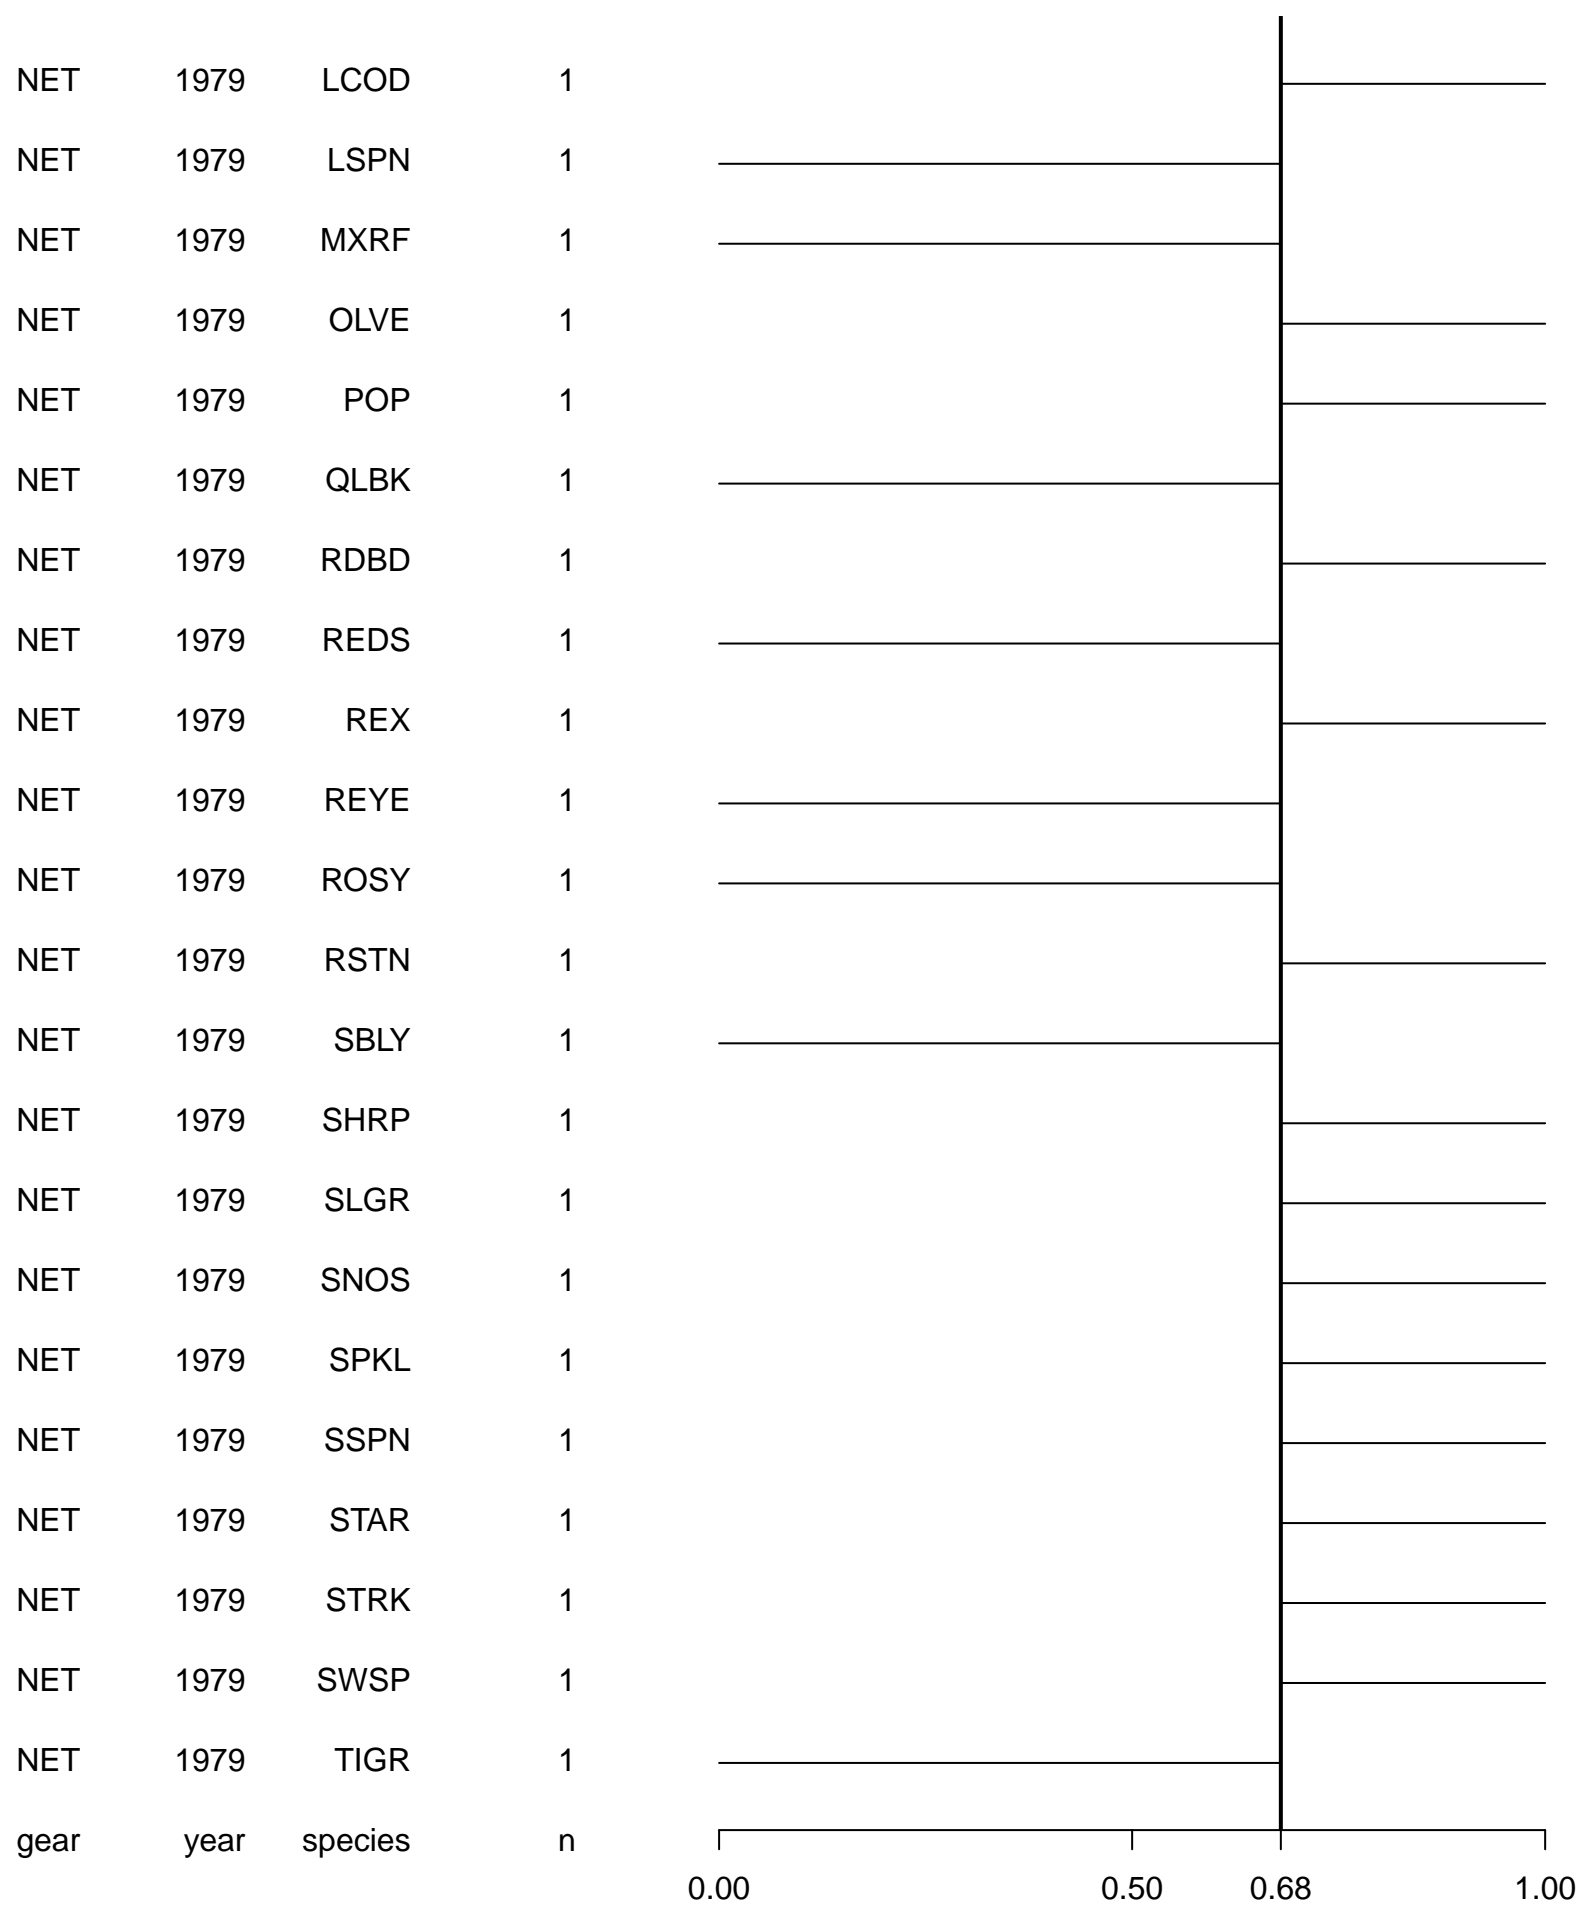 NET 1979 LCOD 1
NET 1979 LSPN 1
NET 1979 MXRF 1
NET 1979 OLVE 1
NET 1979 POP 1
NET 1979 QLBK 1
NET 1979 RDBD 1
NET 1979 REDS 1
NET 1979 REX 1
NET 1979 REYE 1
NET 1979 ROSY 1
NET 1979 RSTN 1
NET 1979 SBLY 1
NET 1979 SHRP 1
NET 1979 SLGR 1
NET 1979 SNOS 1
NET 1979 SPKL 1
NET 1979 SSPN 1
NET 1979 STAR 1
NET 1979 STRK 1
NET 1979 SWSP 1
NET 1979 TIGR 1
gear year species n
0.00 0.50 0.68 1.00